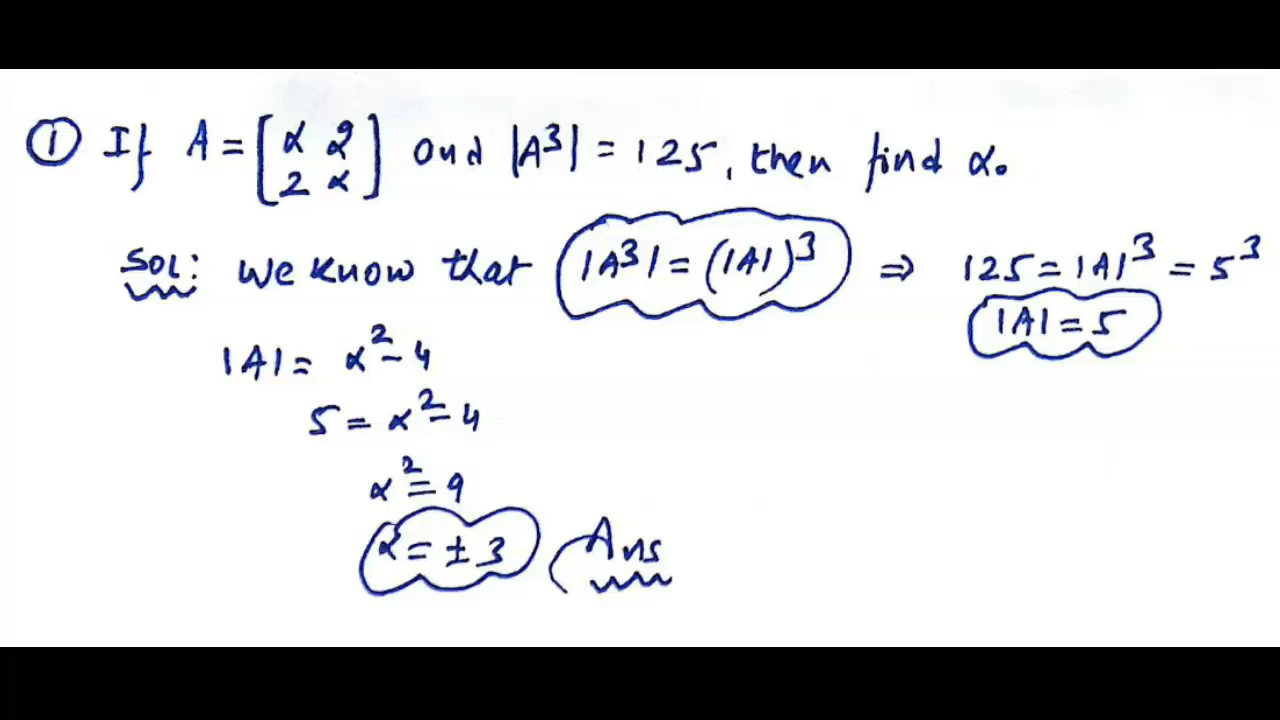 ① If A = [α 2
2 α] and |A³| = 125, then find α.
Sol: We know that |A³| = (|A|)³ ⇒ 125 = |A|³ = 5³
|A| = 5
|A| = α² - 4
5 = α² - 4
α² = 9
α = ± 3 Ans